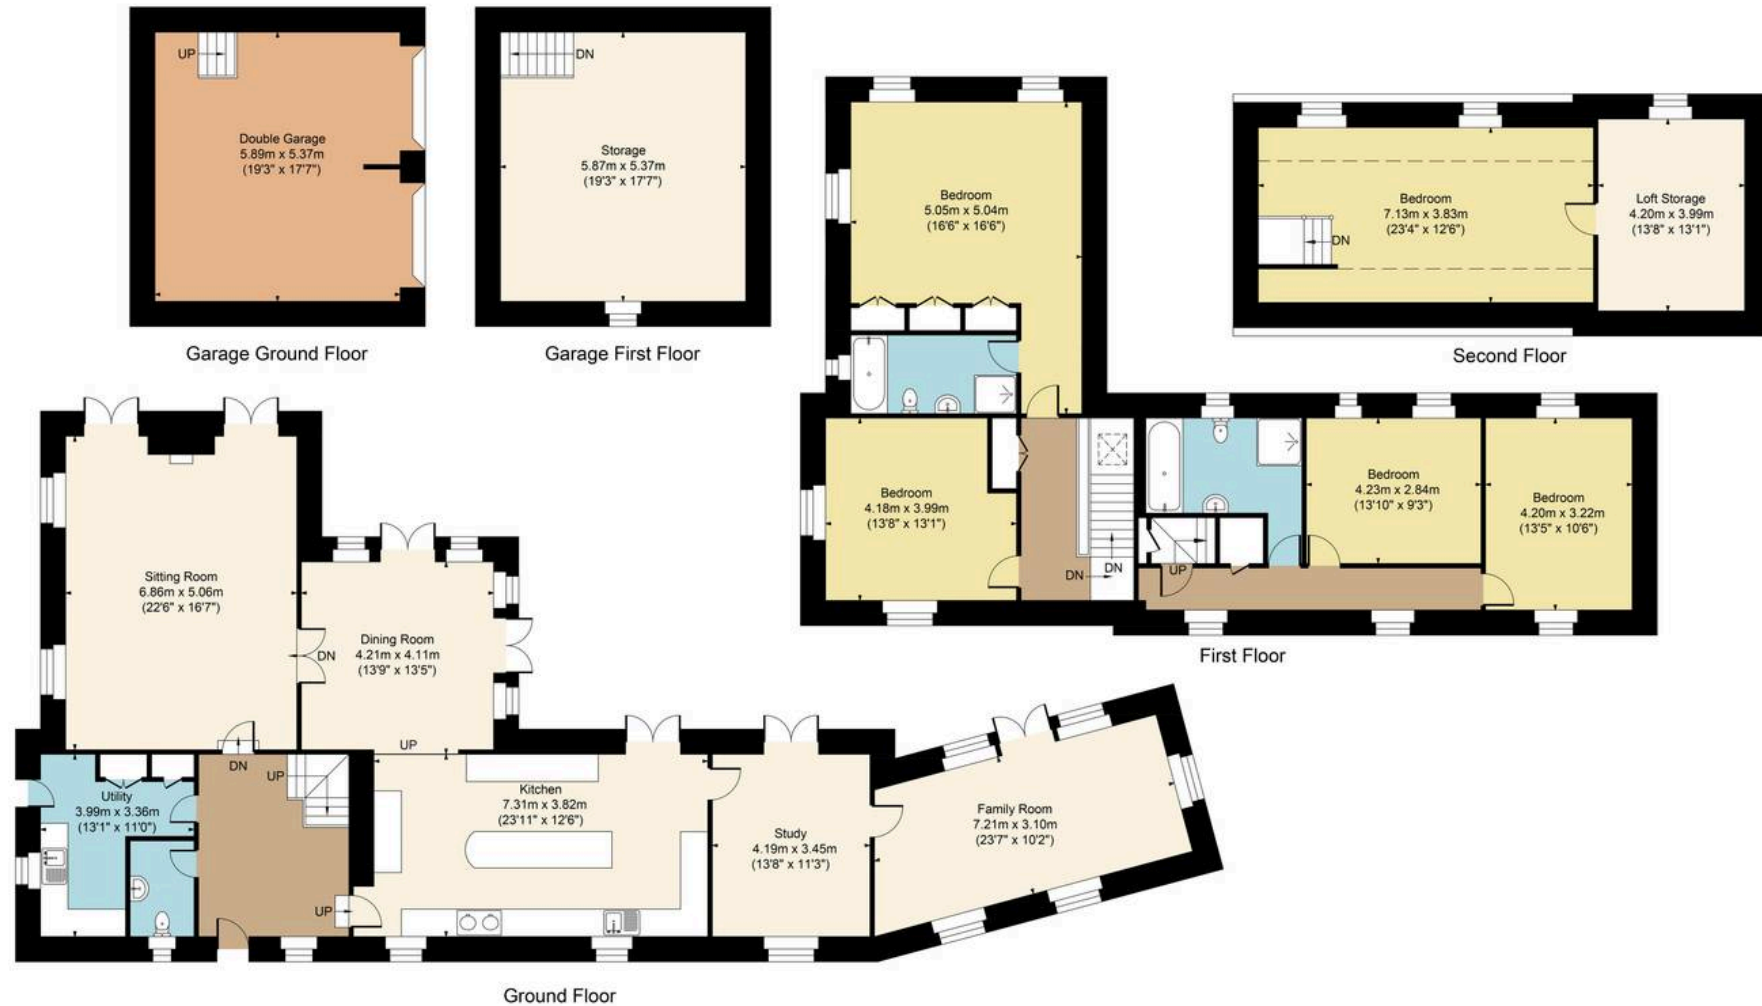 UP
Double Garage
5.89m x 5.37m
(19'3" x 17'7")
Garage Ground Floor
DN
Storage
5.87m x 5.37m
(19'3" x 17'7")
Garage First Floor
Bedroom
5.05m x 5.04m
(16'6" x 16'6")
Bedroom
4.18m x 3.99m
(13'8" x 13'1")
DN
DN
UP
Bedroom
4.23m x 2.84m
(13'10" x 9'3")
Bedroom
4.20m x 3.22m
(13'5" x 10'6")
First Floor
Bedroom
7.13m x 3.83m
(23'4" x 12'6")
DN
Loft Storage
4.20m x 3.99m
(13'8" x 13'1")
Second Floor
Sitting Room
6.86m x 5.06m
(22'6" x 16'7")
DN
Dining Room
4.21m x 4.11m
(13'9" x 13'5")
UP
DN
UP
Utility
3.99m x 3.36m
(13'1" x 11'0")
UP
Kitchen
7.31m x 3.82m
(23'11" x 12'6")
Study
4.19m x 3.45m
(13'8" x 11'3")
Family Room
7.21m x 3.10m
(23'7" x 10'2")
Ground Floor